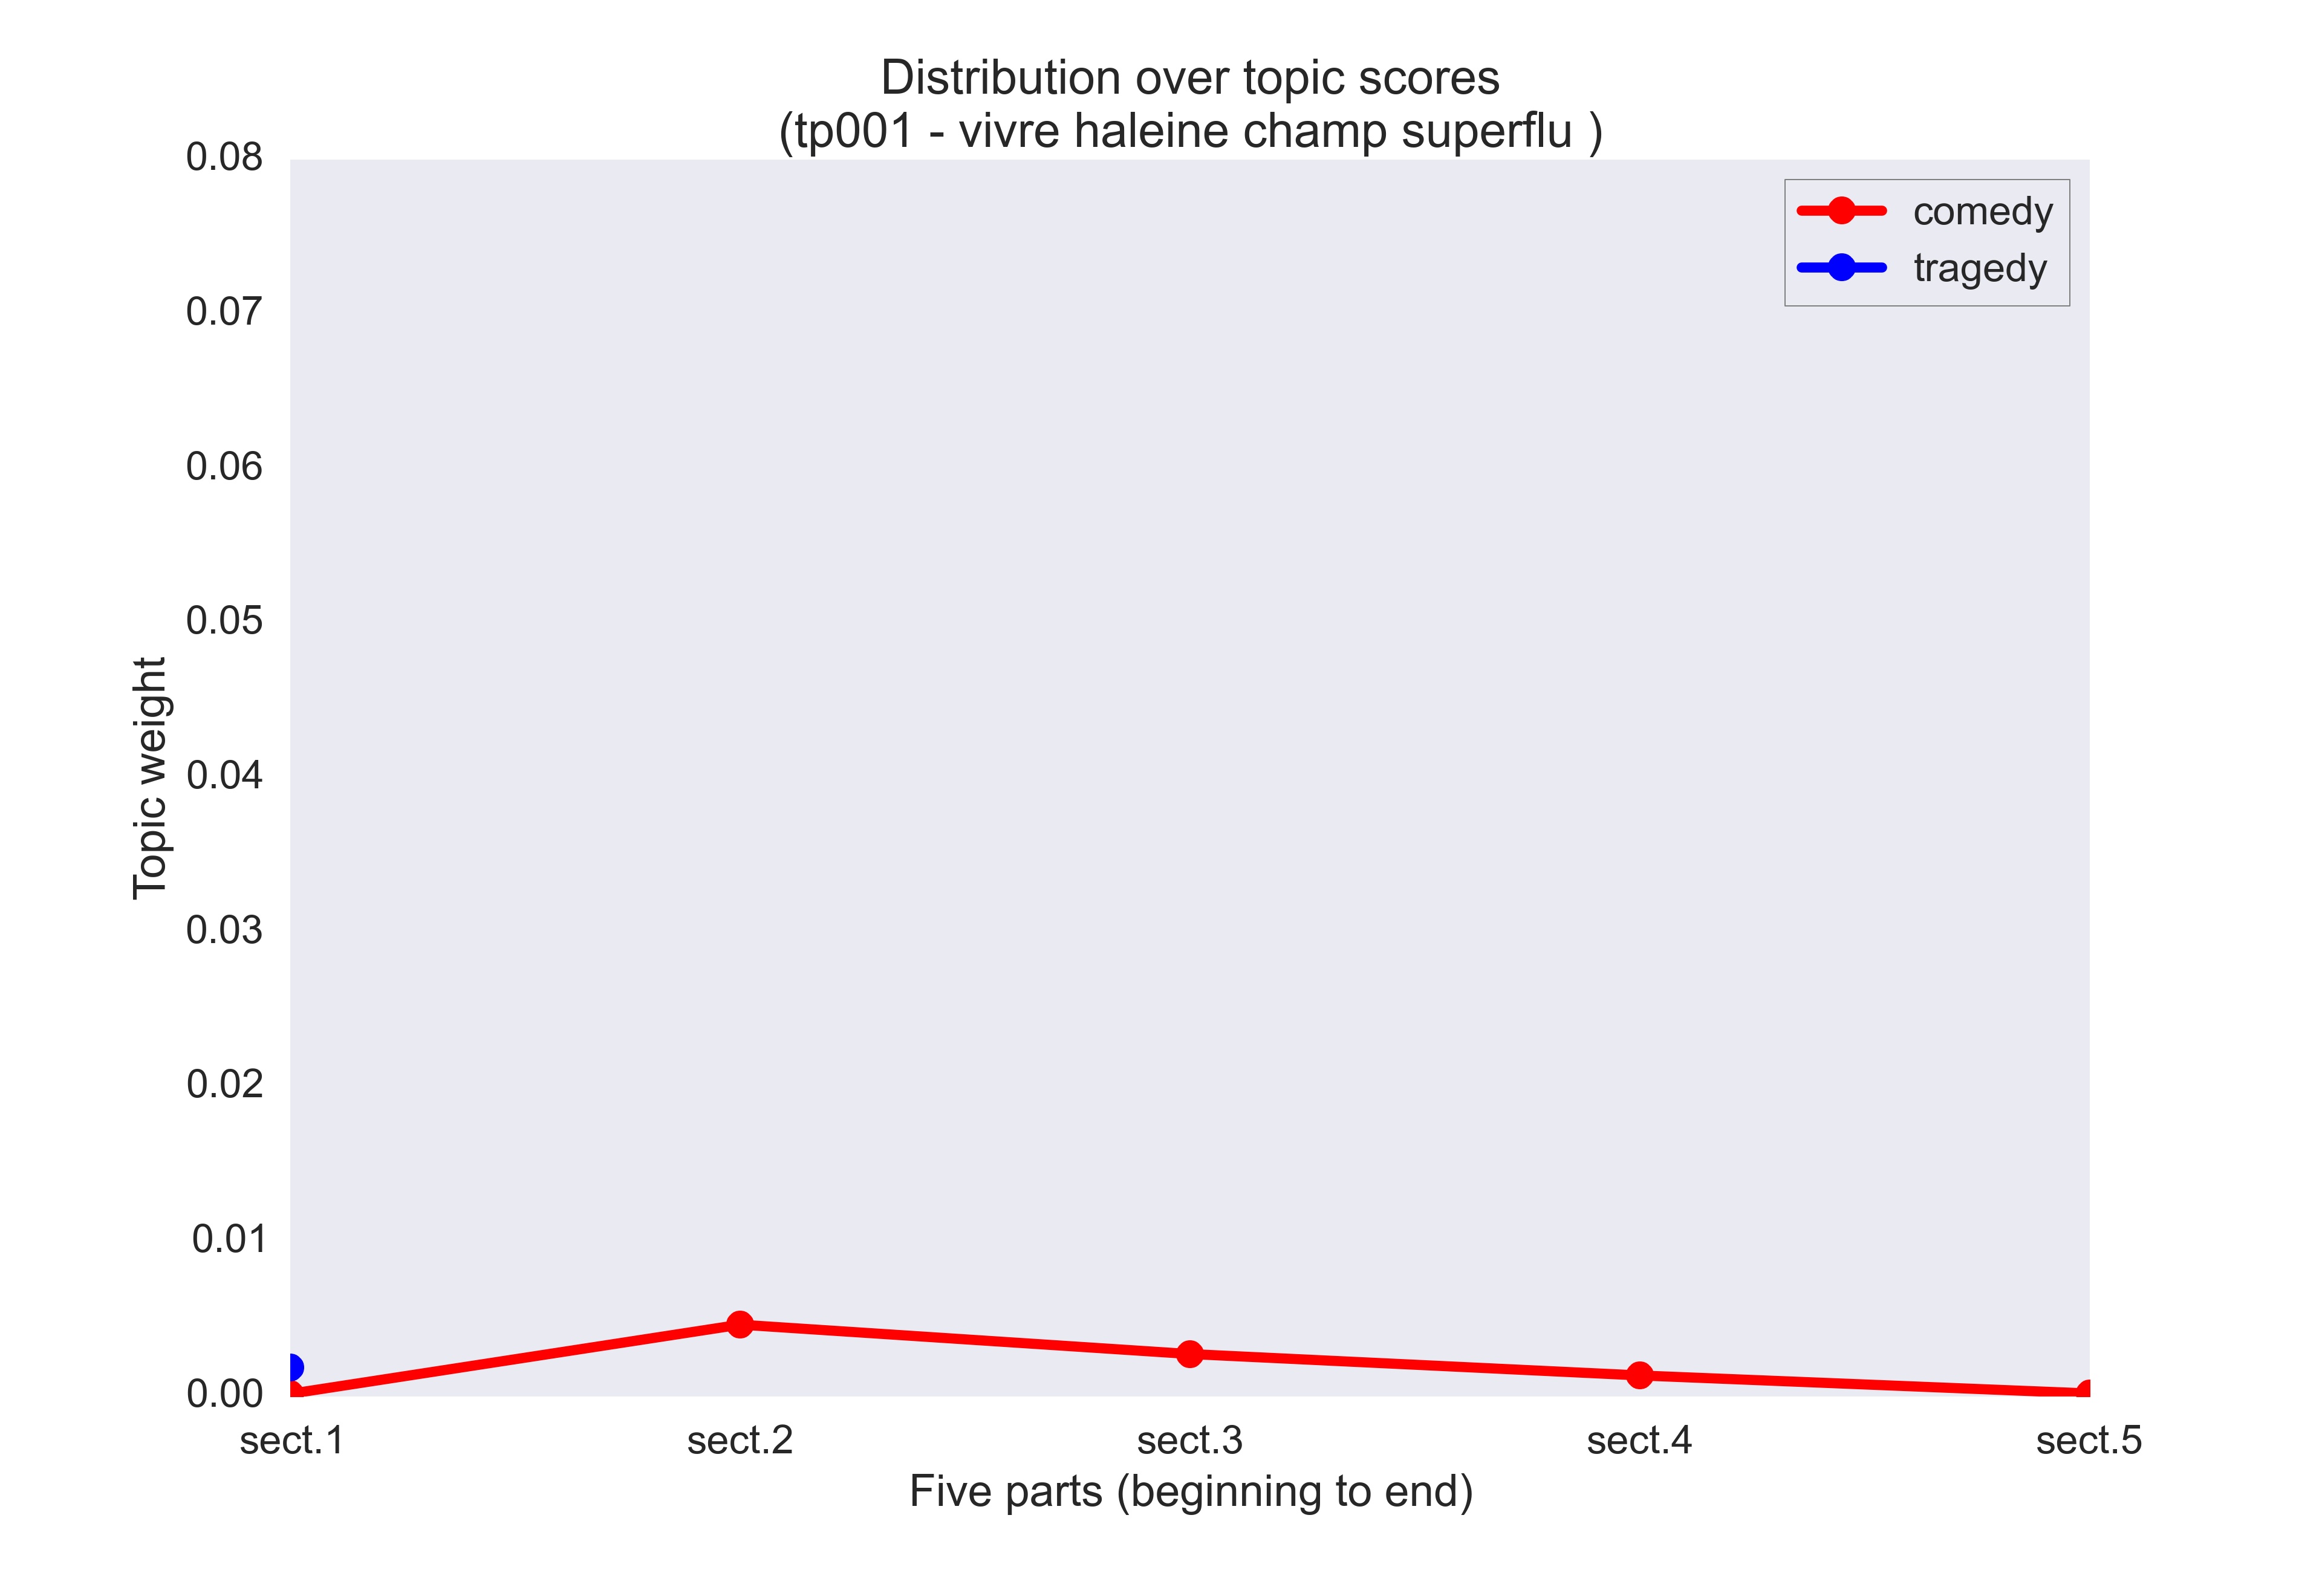 Distribution over topic scores
(tp001 - vivre haleine champ superflu )
comedy
tragedy
0.08
0.07
0.06
0.05
0.04
0.03
0.02
0.01
0.00
Topic weight
sect.1
sect.2
sect.3
sect.4
sect.5
Five parts (beginning to end)